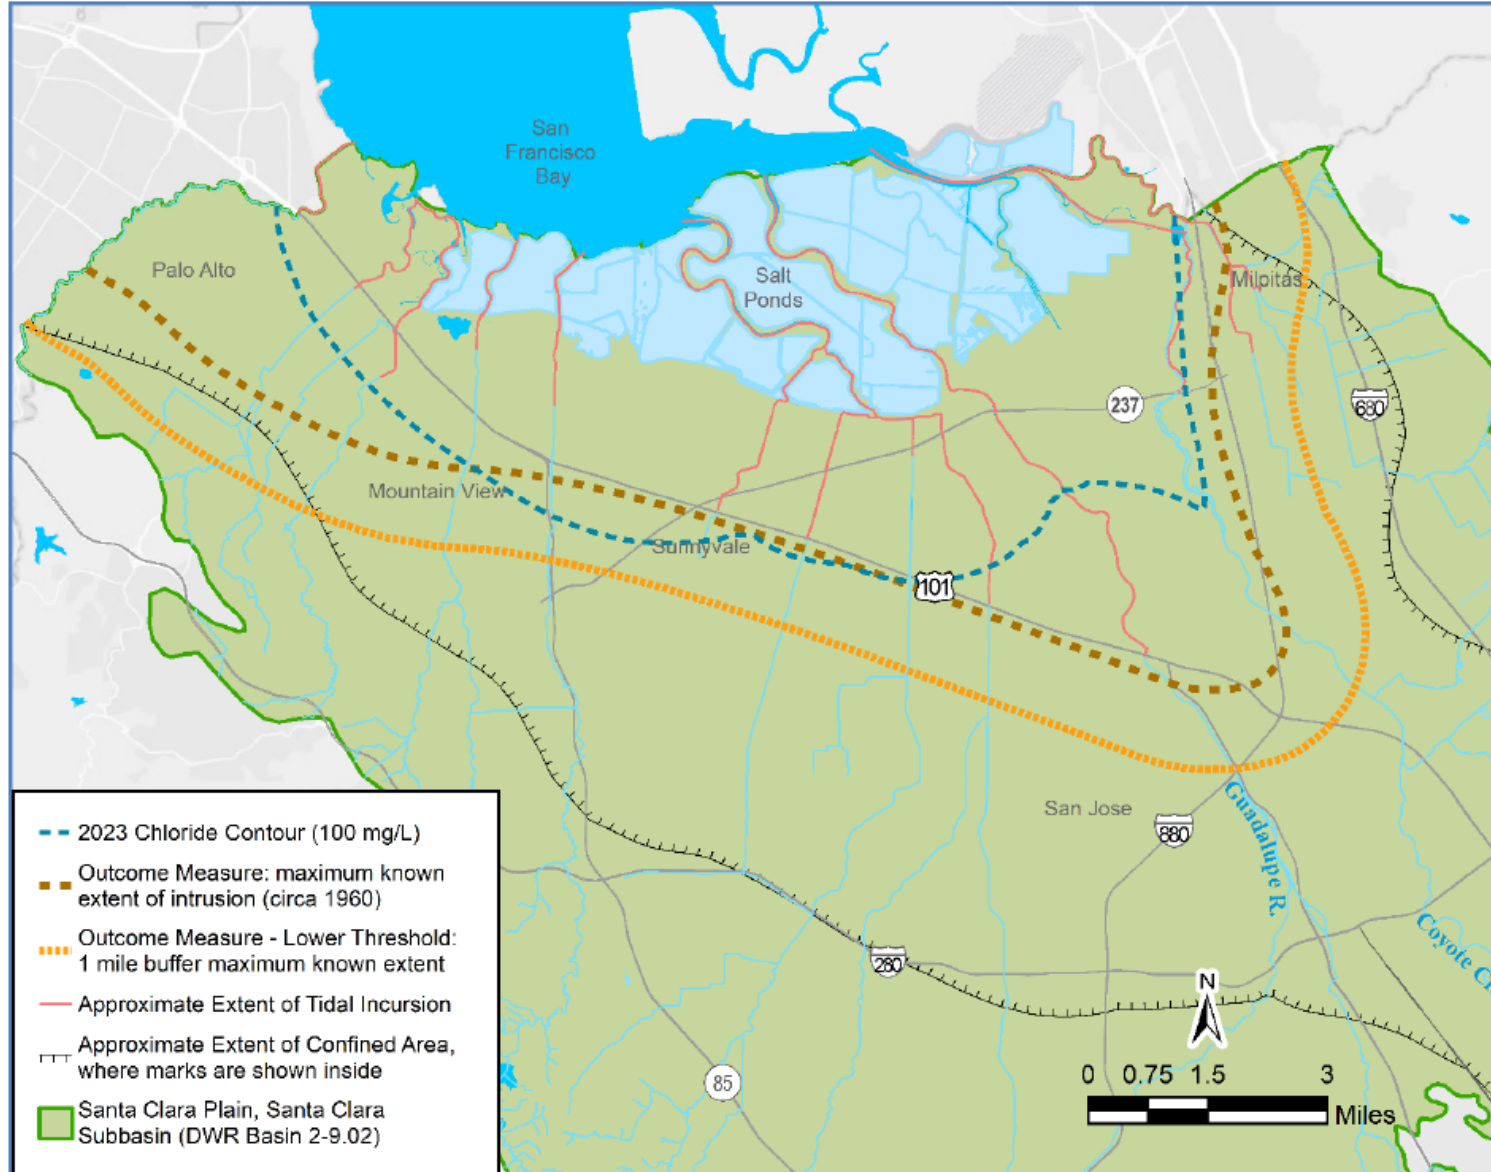 San
Francisco
Bay
Palo Alto
Salt
Ponds
Milpitas
237
680
Mountain View
Sunnyvale
101
San Jose
880
Guadalupe R.
Coyote C
280
85
2023 Chloride Contour (100 mg/L)
Outcome Measure: maximum known
extent of intrusion (circa 1960)
Outcome Measure - Lower Threshold:
1 mile buffer maximum known extent
Approximate Extent of Tidal Incursion
Approximate Extent of Confined Area,
where marks are shown inside
Santa Clara Plain, Santa Clara
Subbasin (DWR Basin 2-9.02)
N
0 0.75 1.5 3
Miles